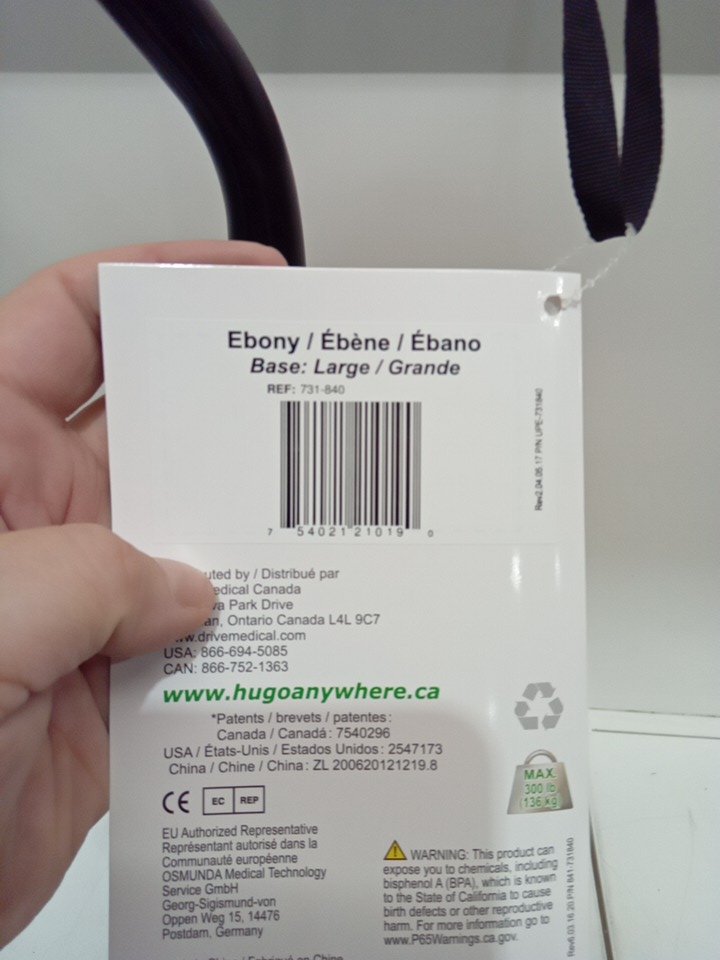 Ebony / Ébène / Ébano
Base: Large / Grande
REF: 731-840
7 54021 21019 0
Rev2.04.05.17 P/N UPE-731840
/ Distribué par
Canada
Park Drive
Ontario Canada L4L 9C7
www.drivemedical.com
USA: 866-694-5085
CAN: 866-752-1363
www.hugoanywhere.ca
*Patents / brevets / patentes:
Canada / Canadá: 7540296
USA / États-Unis / Estados Unidos: 2547173
China / Chine / China: ZL 200620121219.8
MAX.
300 lb
(136 kg)
CE
EC REP
EU Authorized Representative
Représentant autorisé dans la
Communauté européenne
OSMUNDA Medical Technology
Service GmbH
Georg-Sigismund-von
Oppen Weg 15, 14476
Postdam, Germany
WARNING: This product can
expose you to chemicals, including
bisphenol A (BPA), which is known
to the State of California to cause
birth defects or other reproductive
harm. For more information go to
www.P65Warnings.ca.gov.
Rev6.03.16.20 P/N 841-731840